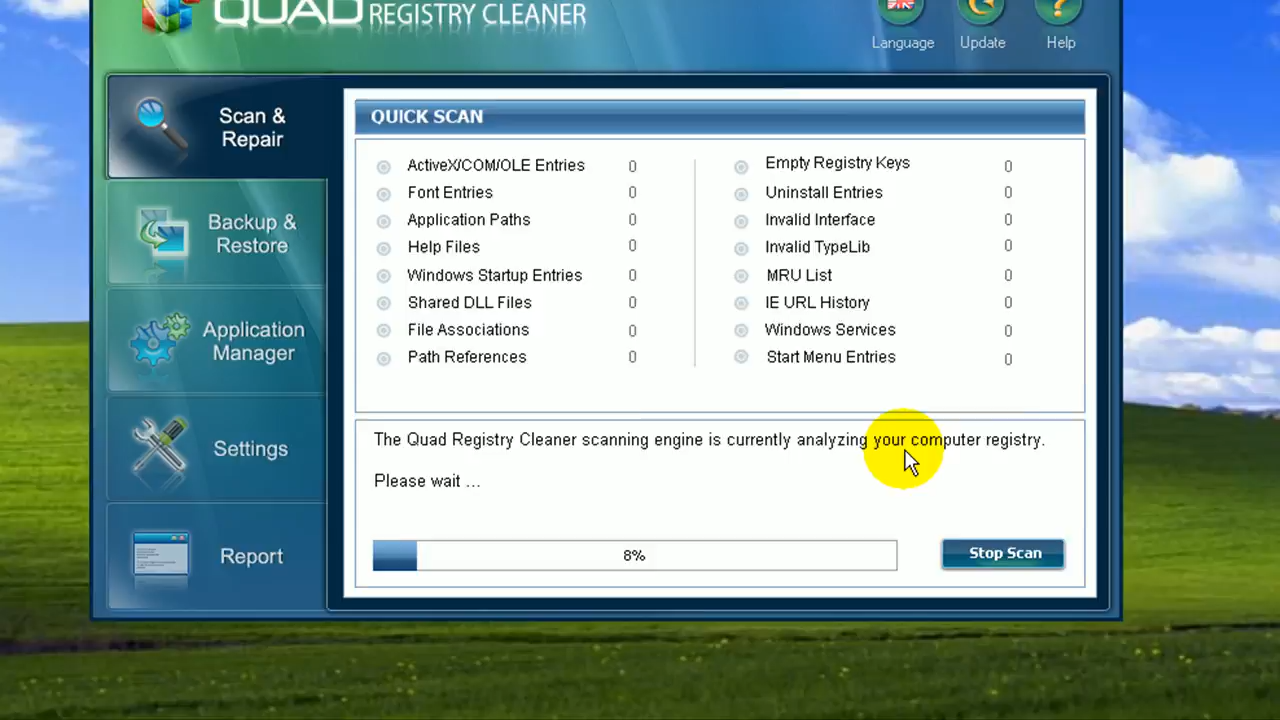 QUAD REGISTRY CLEANER
Language
Update
Help
Scan &
Repair
Backup &
Restore
Application
Manager
Settings
Report
QUICK SCAN
ActiveX/COM/OLE Entries 0
Font Entries 0
Application Paths 0
Help Files 0
Windows Startup Entries 0
Shared DLL Files 0
File Associations 0
Path References 0
Empty Registry Keys 0
Uninstall Entries 0
Invalid Interface 0
Invalid TypeLib 0
MRU List 0
IE URL History 0
Windows Services 0
Start Menu Entries 0
The Quad Registry Cleaner scanning engine is currently analyzing your computer registry.
Please wait ...
8%
Stop Scan